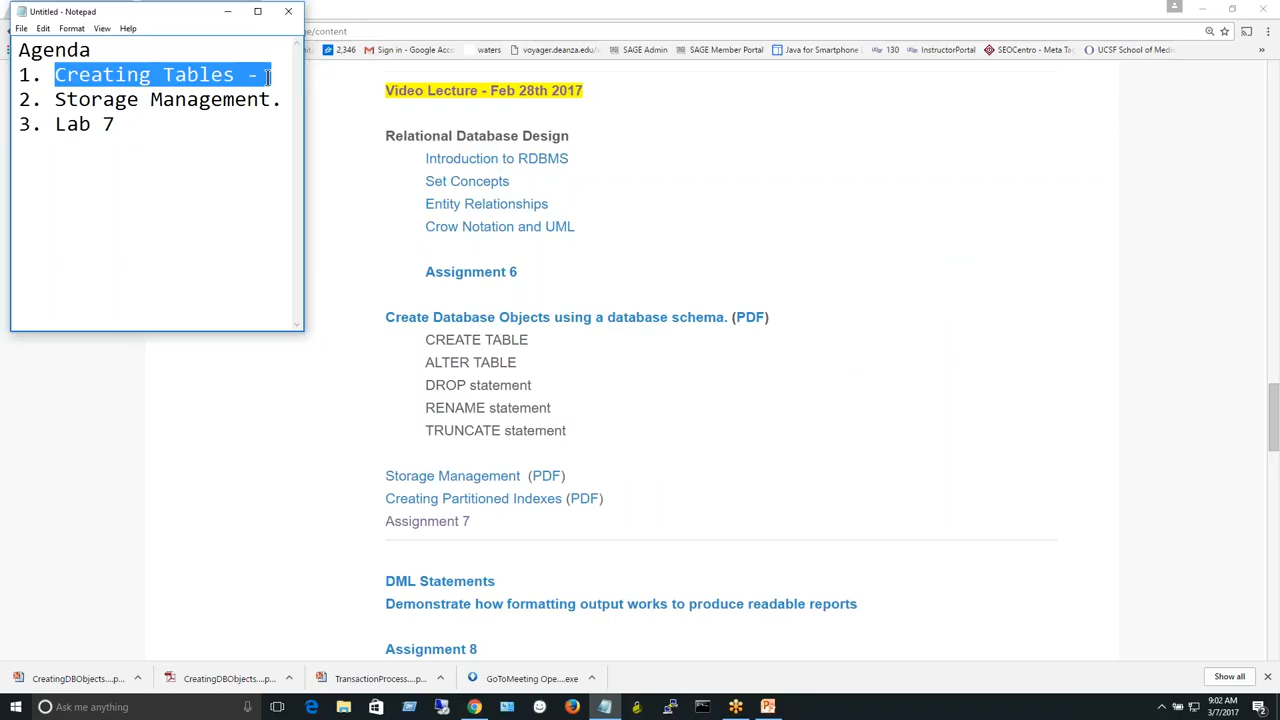 Untitled - Notepad
File Edit Format View Help
Agenda
1. Creating Tables -
2. Storage Management.
3. Lab 7
e/content
2,346
Sign in - Google Acco
waters
voyager.deanza.edu/
SAGE Admin
SAGE Member Portal
Java for Smartphone
130
InstructorPortal
SEOCentro - Meta Tag
UCSF School of Medi
»
Video Lecture - Feb 28th 2017
Relational Database Design
Introduction to RDBMS
Set Concepts
Entity Relationships
Crow Notation and UML
Assignment 6
Create Database Objects using a database schema. (PDF)
CREATE TABLE
ALTER TABLE
DROP statement
RENAME statement
TRUNCATE statement
Storage Management (PDF)
Creating Partitioned Indexes (PDF)
Assignment 7
DML Statements
Demonstrate how formatting output works to produce readable reports
Assignment 8
CreatingDBObjects....p...
CreatingDBObjects....p...
TransactionProcess....p...
GoToMeeting Ope....exe
Show all
Ask me anything
9:02 AM
3/7/2017
2